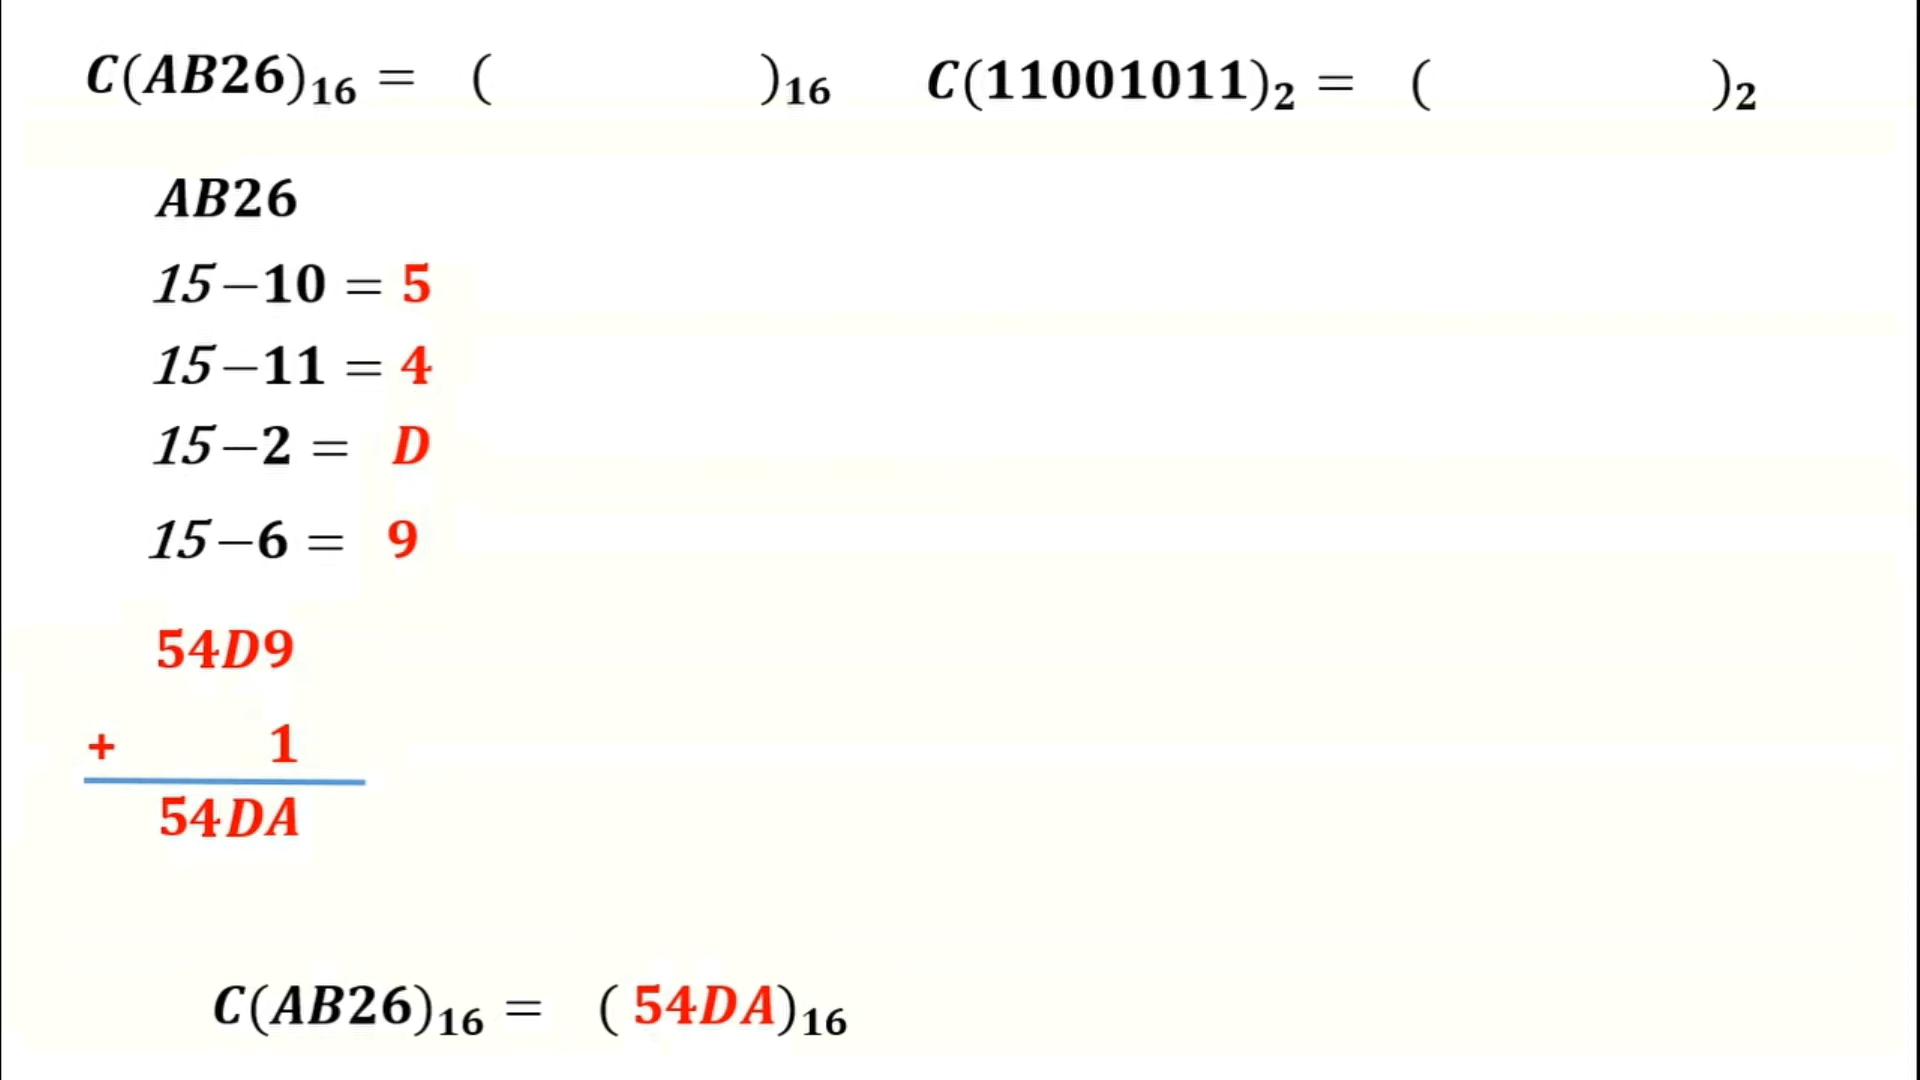 C(AB26)₁₆ = ( )₁₆ C(11001011)₂ = ( )₂
AB26
15−10 = 5
15−11 = 4
15−2 = D
15−6 = 9
54D9
+ 1
54DA
C(AB26)₁₆ = (54DA)₁₆